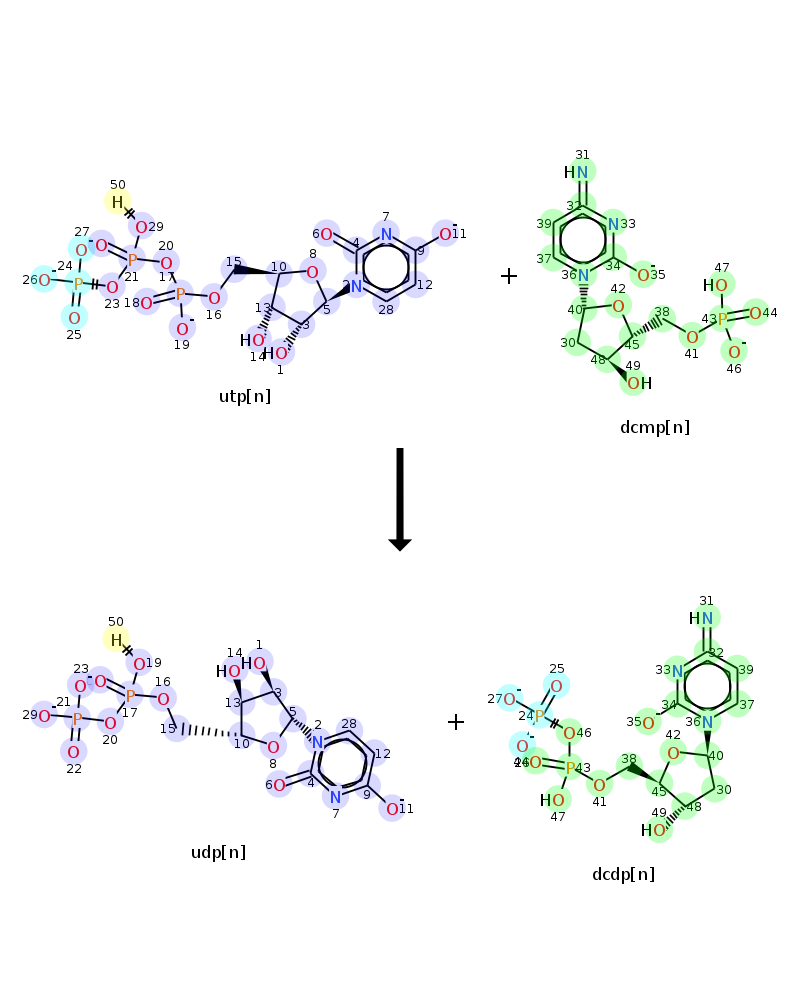 31
HN
50
H
32
39
N 33
47
27
O⁻
O
O⁻
29
20
O
6 O
7
N
O⁻ 11
4
9
8
37
34
36 N
O⁻ 35
HO
26 O⁻
24
P
21
P
O
17
15
10
O
2 N
12
+
40
42
O
38
43 P
O 44
O
23
18 O
P
O
16
13
5
3
28
25
O⁻
19
HO
14
HO
1
30
45
O
41
O⁻
46
48
49
OH
utp[n]
dcmp[n]
31
HN
50
H
14
HO
1
HO
32
39
33 N
23
O⁻
O
O
19
16
O
13
3
25
O
27 O⁻
34
37
29 O⁻
21
P
P
17
O
20
15
10
5
2
N
28
+
24 P
O 46
35 O⁻
36 N
O
22
O
8
12
4
6 O
9
N
7
O⁻ 11
O⁻
26
44
O
P 43
38
42
O
40
HO
47
O
41
45
30
48
49
HO
udp[n]
dcdp[n]